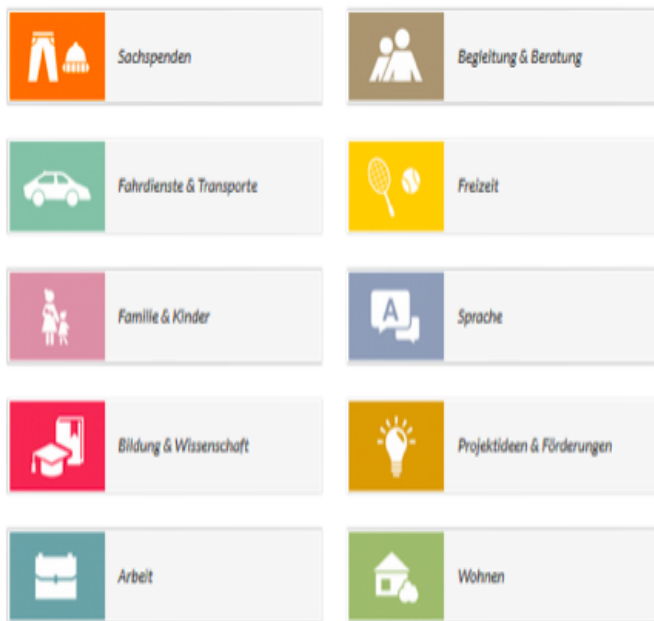 Sachspenden
Begleitung & Beratung
Fahrdienste & Transporte
Freizeit
Familie & Kinder
A
Sprache
Bildung & Wissenschaft
Projektideen & Förderungen
Arbeit
Wohnen